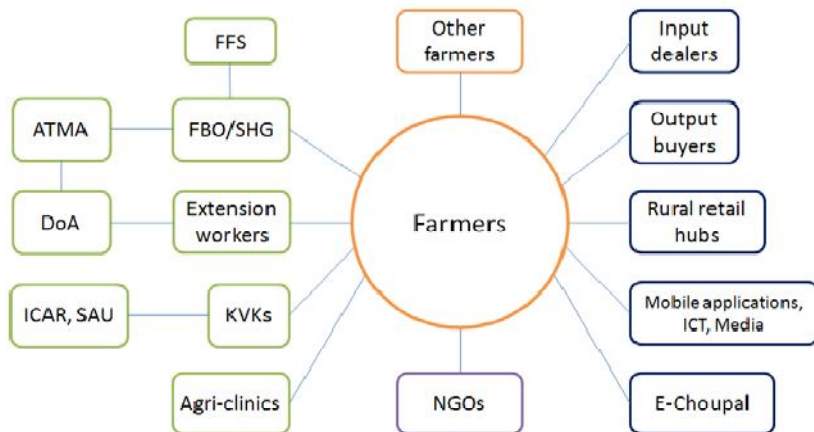 FFS
Other
farmers
Input
dealers
ATMA
FBO/SHG
Output
buyers
DoA
Extension
workers
Farmers
Rural retail
hubs
ICAR, SAU
KVKs
Mobile applications,
ICT, Media
Agri-clinics
NGOs
E-Choupal